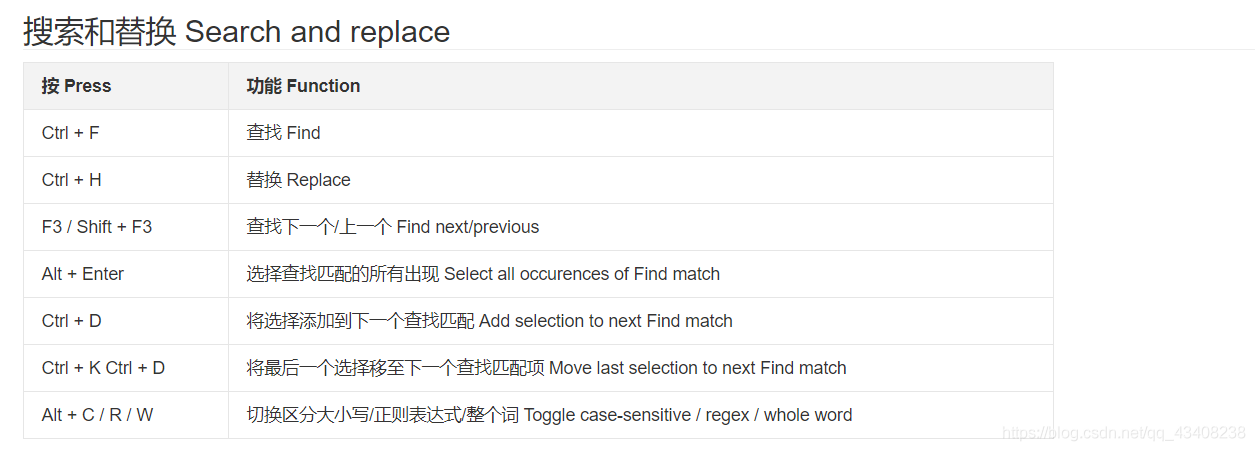 搜索和替换 Search and replace
按 Press 功能 Function
Ctrl + F 查找 Find
Ctrl + H 替换 Replace
F3 / Shift + F3 查找下一个/上一个 Find next/previous
Alt + Enter 选择查找匹配的所有出现 Select all occurences of Find match
Ctrl + D 将选择添加到下一个查找匹配 Add selection to next Find match
Ctrl + K Ctrl + D 将最后一个选择移至下一个查找匹配项 Move last selection to next Find match
Alt + C / R / W 切换区分大小写/正则表达式/整个词 Toggle case-sensitive / regex / whole word
https://blog.csdn.net/qq_43408238